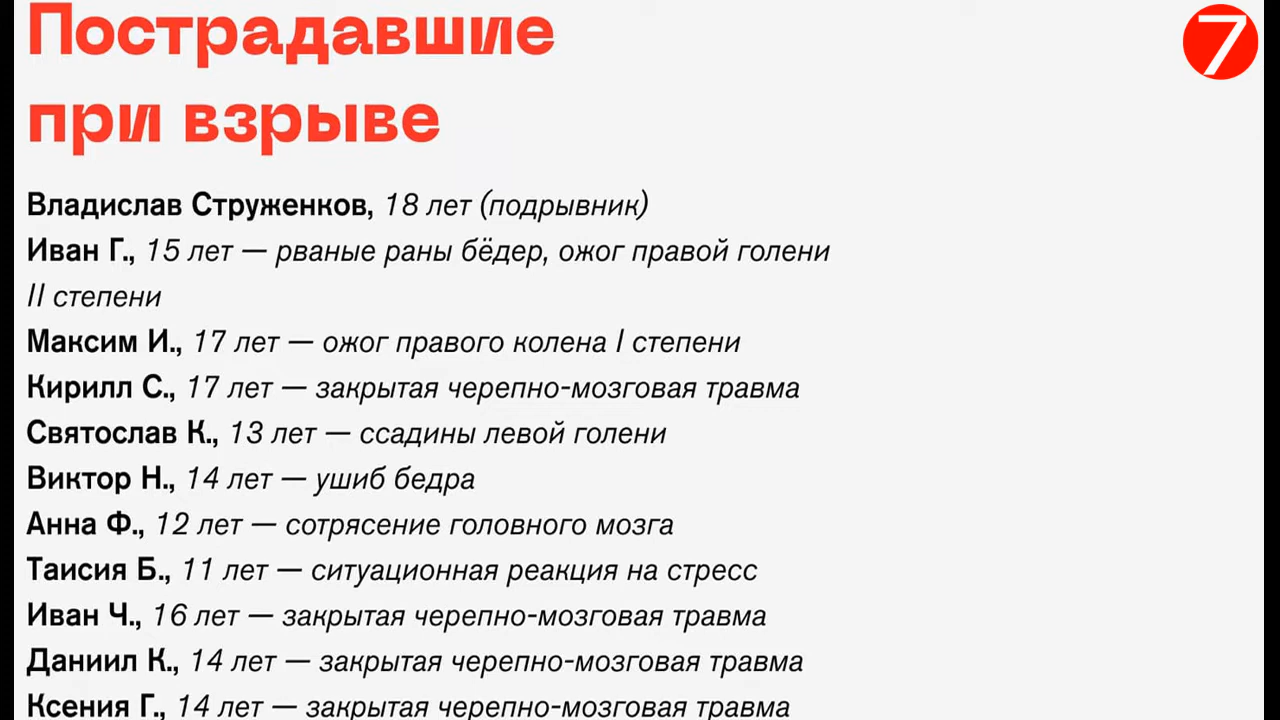 Пострадавшие
при взрыве
7
Владислав Струженков, 18 лет (подрывник)
Иван Г., 15 лет — рваные раны бёдер, ожог правой голени
II степени
Максим И., 17 лет — ожог правого колена I степени
Кирилл С., 17 лет — закрытая черепно-мозговая травма
Святослав К., 13 лет — ссадины левой голени
Виктор Н., 14 лет — ушиб бедра
Анна Ф., 12 лет — сотрясение головного мозга
Таисия Б., 11 лет — ситуационная реакция на стресс
Иван Ч., 16 лет — закрытая черепно-мозговая травма
Даниил К., 14 лет — закрытая черепно-мозговая травма
Ксения Г., 14 лет — закрытая черепно-мозговая травма